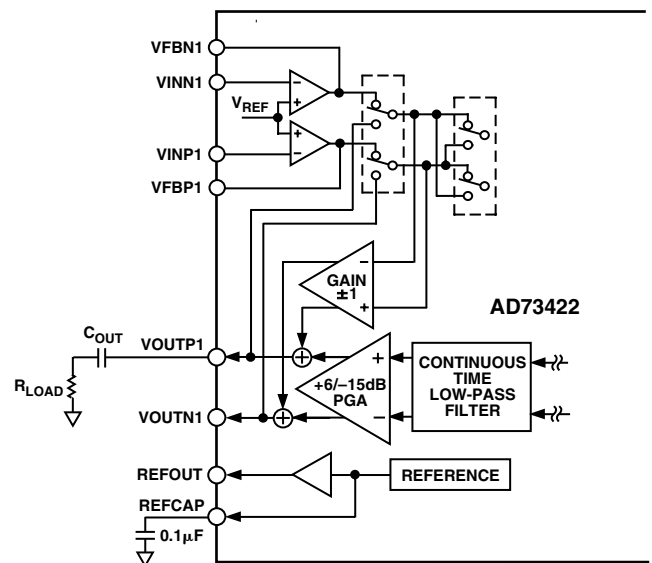 VFBN1
VINN1
VREF
−
+
+
−
VINP1
VFBP1
GAIN
±1
−
+
AD73422
COUT
VOUTP1
RLOAD
+6/–15dB
PGA
+
−
CONTINUOUS
TIME
LOW-PASS
FILTER
VOUTN1
REFOUT
REFERENCE
REFCAP
0.1μF